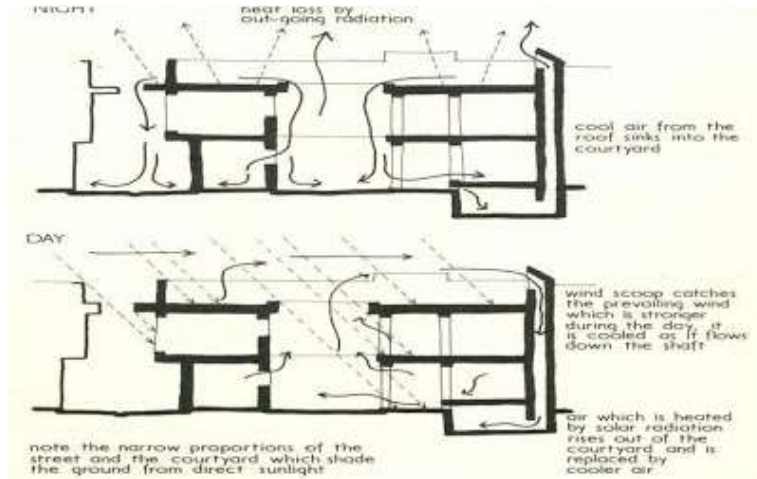 NIGHT
heat loss by
out-going radiation
cool air from the
roof sinks into the
courtyard
DAY
wind scoop catches
the prevailing wind
which is stronger
during the day, it
is cooled as it flows
down the shaft
air which is heated
by solar radiation
rises out of the
courtyard and is
replaced by
cooler air
note the narrow proportions of the
street and the courtyard which shade
the ground from direct sunlight